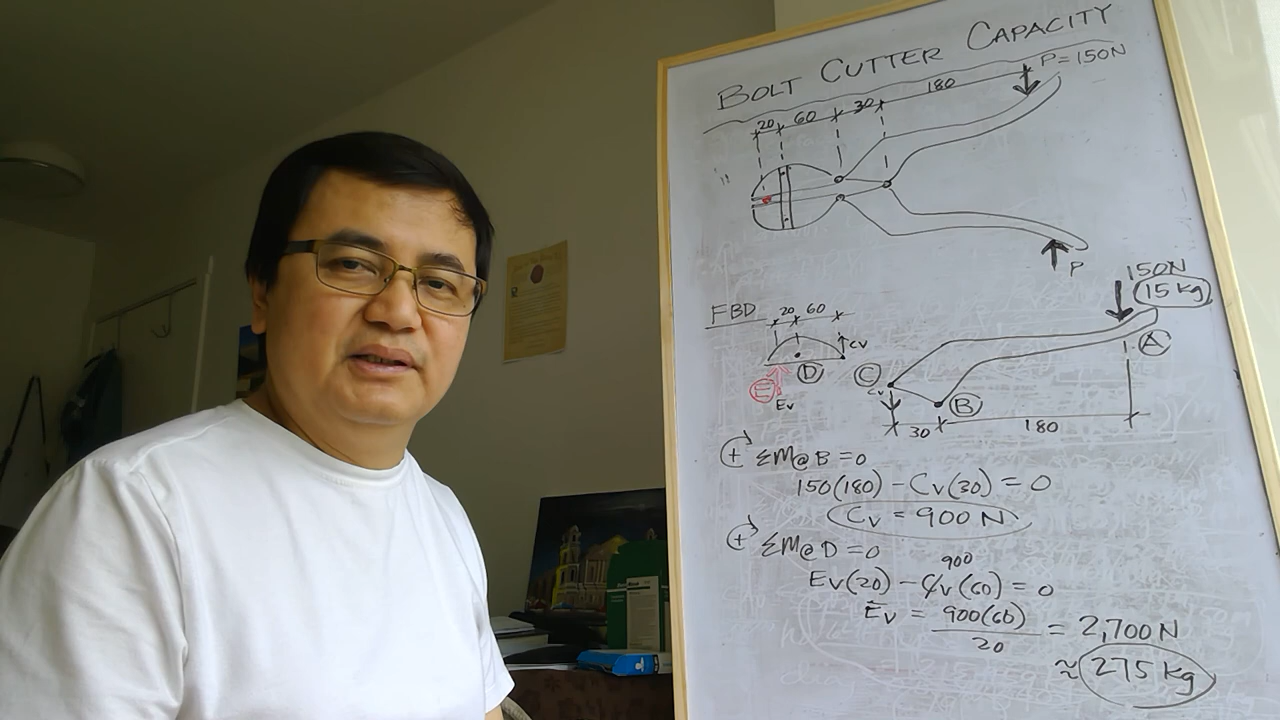 BOLT CUTTER CAPACITY
P=150N
20 60 30 180
P
FBD
20 60
Cv
D
E
Ev
150N
15 kg
A
C
Cv
B
30 180
+ ΣM@B=0
150(180) - Cv(30) = 0
Cv = 900 N
+ ΣM@D=0
900
Ev(20) - Cv(60) = 0
Ev = 900(60) = 2,700N
20
≈ 275 kg